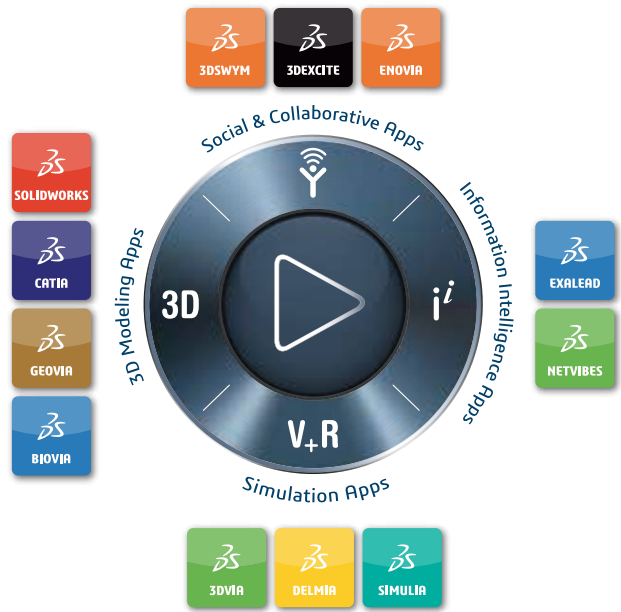 3DSWYM
3DEXCITE
ENOVIA
Social & Collaborative Apps
SOLIDWORKS
CATIA
GEOVIA
BIOVIA
3D Modeling Apps
3D
i i
Information Intelligence Apps
EXALEAD
NETVIBES
V+R
Simulation Apps
3DVIA
DELMIA
SIMULIA